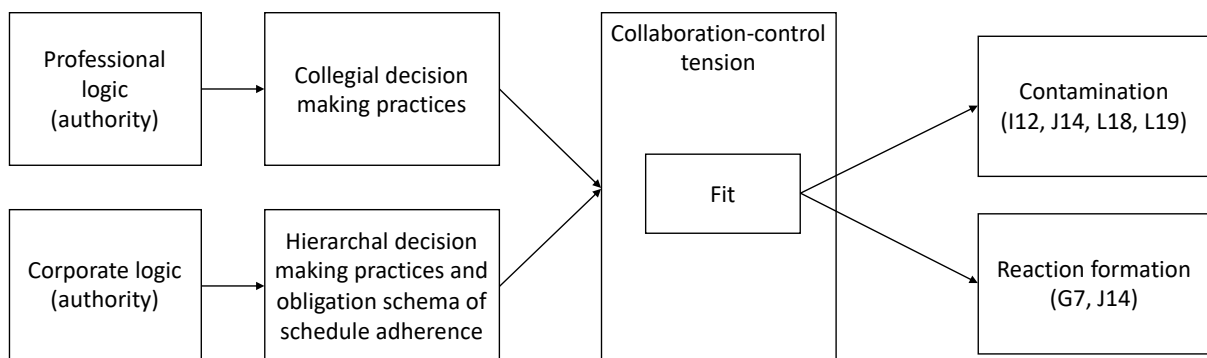 Professional
logic
(authority)
Collegial decision
making practices
Corporate logic
(authority)
Hierarchal decision
making practices and
obligation schema of
schedule adherence
Collaboration-control
tension
Fit
Contamination
(I12, J14, L18, L19)
Reaction formation
(G7, J14)